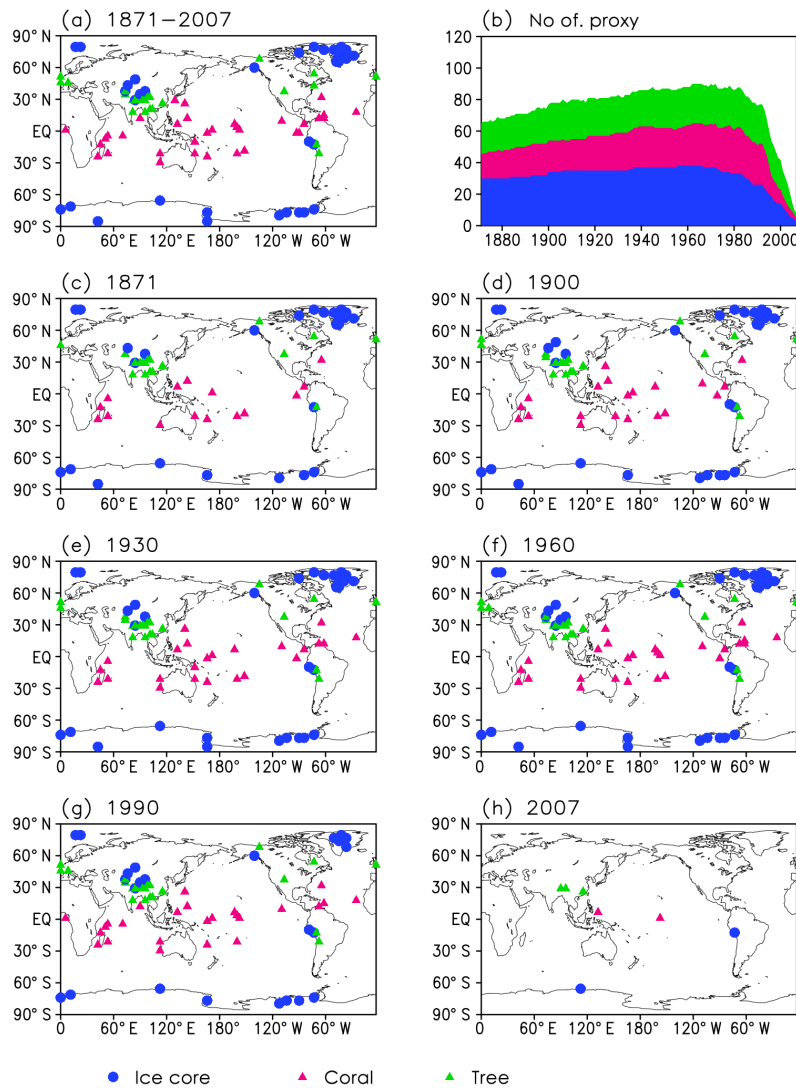 (a) 1871−2007
90° N
60° N
30° N
EQ
30° S
60° S
90° S
0 60° E 120° E 180° 120° W 60° W
(b) No of. proxy
120
100
80
60
40
20
0
1880 1900 1920 1940 1960 1980 2000
(c) 1871
90° N
60° N
30° N
EQ
30° S
60° S
90° S
0 60° E 120° E 180° 120° W 60° W
(d) 1900
90° N
60° N
30° N
EQ
30° S
60° S
90° S
0 60° E 120° E 180° 120° W 60° W
(e) 1930
90° N
60° N
30° N
EQ
30° S
60° S
90° S
0 60° E 120° E 180° 120° W 60° W
(f) 1960
90° N
60° N
30° N
EQ
30° S
60° S
90° S
0 60° E 120° E 180° 120° W 60° W
(g) 1990
90° N
60° N
30° N
EQ
30° S
60° S
90° S
0 60° E 120° E 180° 120° W 60° W
(h) 2007
90° N
60° N
30° N
EQ
30° S
60° S
90° S
0 60° E 120° E 180° 120° W 60° W
Ice core Coral Tree